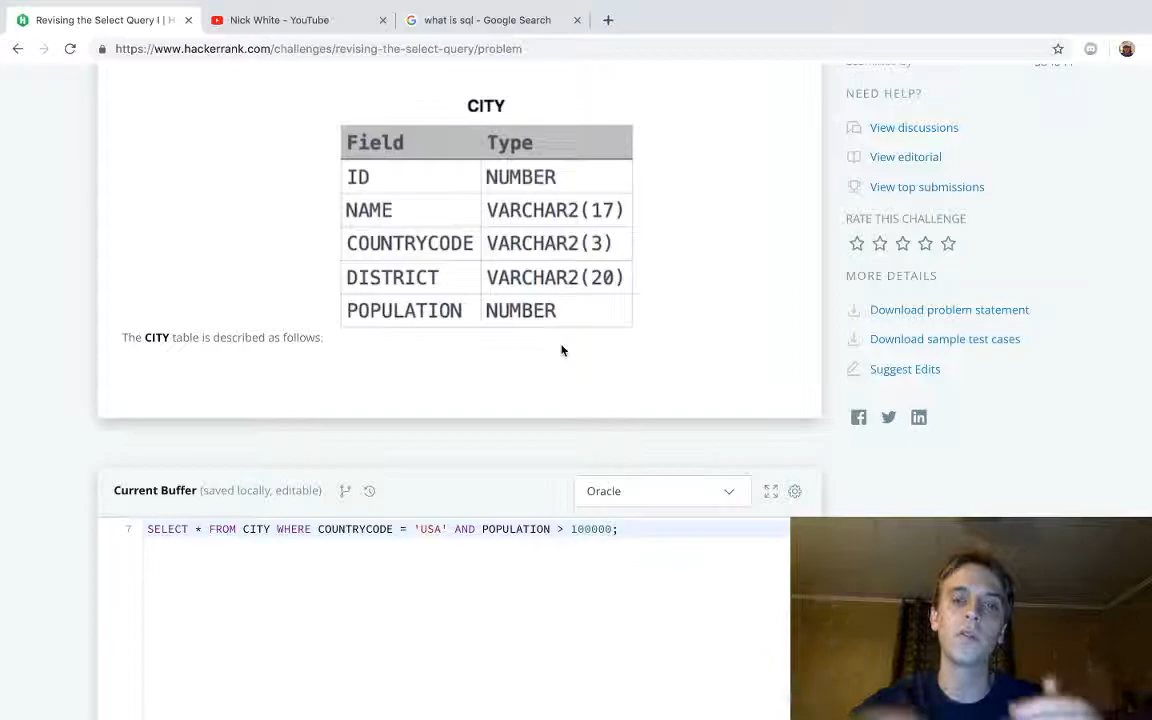 Revising the Select Query I | H
Nick White - YouTube
what is sql - Google Search
https://www.hackerrank.com/challenges/revising-the-select-query/problem
CITY
Field Type
ID NUMBER
NAME VARCHAR2(17)
COUNTRYCODE VARCHAR2(3)
DISTRICT VARCHAR2(20)
POPULATION NUMBER
The CITY table is described as follows:
NEED HELP?
View discussions
View editorial
View top submissions
RATE THIS CHALLENGE
MORE DETAILS
Download problem statement
Download sample test cases
Suggest Edits
Current Buffer (saved locally, editable)
Oracle
7 SELECT * FROM CITY WHERE COUNTRYCODE = 'USA' AND POPULATION > 100000;